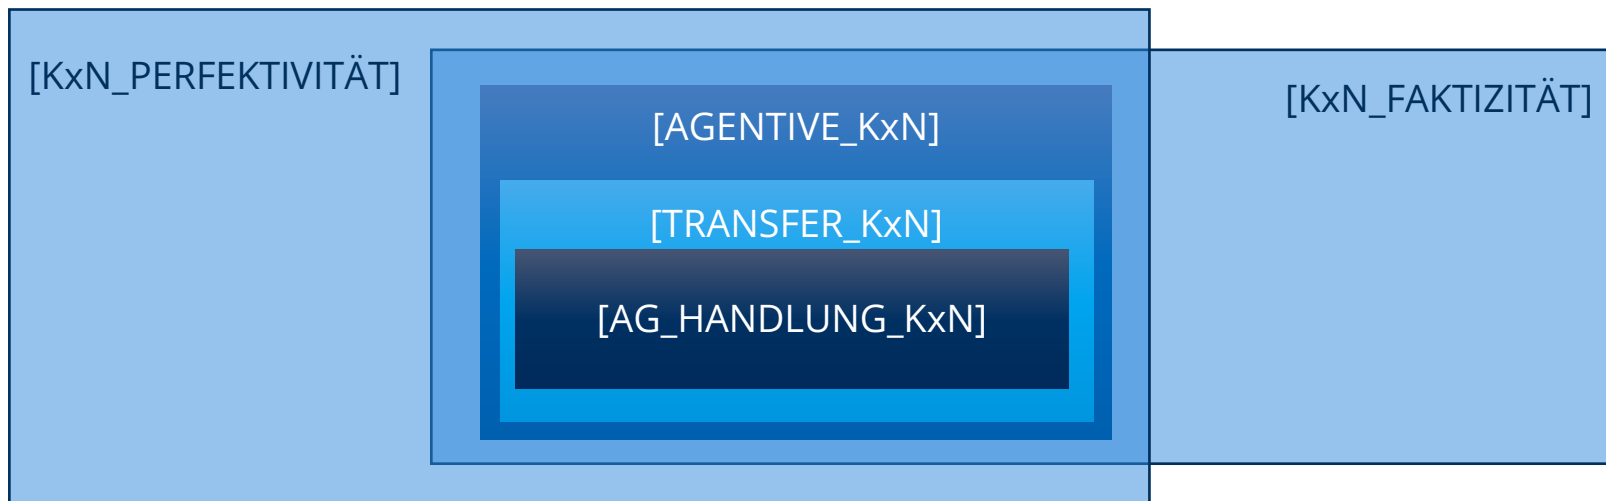 [KxN_PERFEKTIVITÄT]
[KxN_FAKTIZITÄT]
[AGENTIVE_KxN]
[TRANSFER_KxN]
[AG_HANDLUNG_KxN]